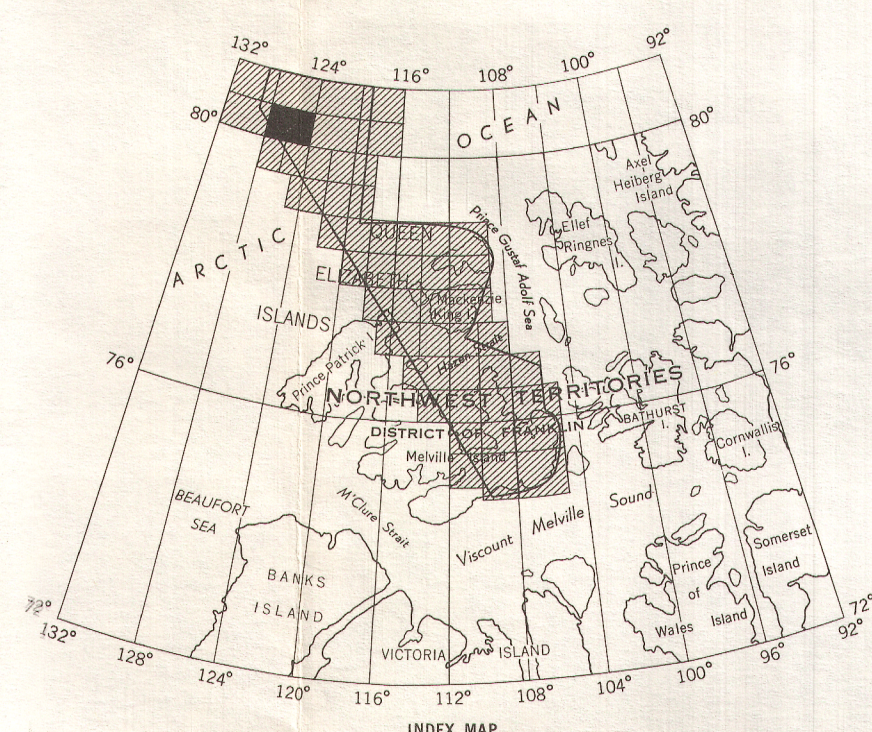 132°
124°
116°
108°
100°
92°
80°
80°
OCEAN
Axel
Heiberg
Island
Prince Gustaf Adolf Sea
Ellef
Ringnes
I.
QUEEN
ARCTIC
ELIZABETH
Mackenzie
(King I.)
ISLANDS
Hazen Strait
Prince Patrick I.
76°
76°
NORTHWEST TERRITORIES
BATHURST
I.
DISTRICT OF FRANKLIN
Cornwallis
I.
Melville Island
BEAUFORT
SEA
M'Clure Strait
Viscount Melville Sound
Somerset
Island
BANKS
ISLAND
Prince
of
Wales Island
VICTORIA ISLAND
72°
72°
132°
128°
124°
120°
116°
112°
108°
104°
100°
96°
92°
INDEX MAP